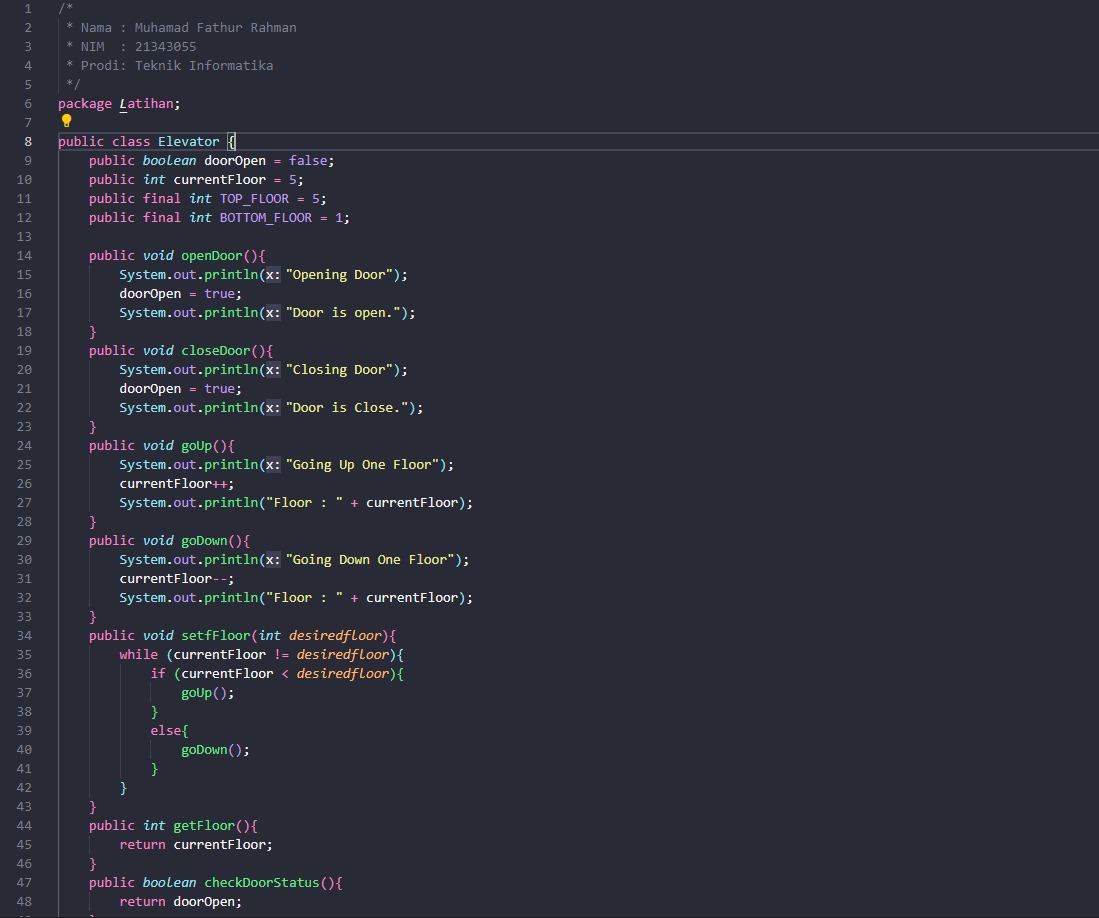 1 /*
2  * Nama : Muhamad Fathur Rahman
3  * NIM  : 21343055
4  * Prodi: Teknik Informatika
5  */
6 package Latihan;
7
8 public class Elevator {
9     public boolean doorOpen = false;
10     public int currentFloor = 5;
11     public final int TOP_FLOOR = 5;
12     public final int BOTTOM_FLOOR = 1;
13
14     public void openDoor(){
15         System.out.println(x: "Opening Door");
16         doorOpen = true;
17         System.out.println(x: "Door is open.");
18     }
19     public void closeDoor(){
20         System.out.println(x: "Closing Door");
21         doorOpen = true;
22         System.out.println(x: "Door is Close.");
23     }
24     public void goUp(){
25         System.out.println(x: "Going Up One Floor");
26         currentFloor++;
27         System.out.println("Floor : " + currentFloor);
28     }
29     public void goDown(){
30         System.out.println(x: "Going Down One Floor");
31         currentFloor--;
32         System.out.println("Floor : " + currentFloor);
33     }
34     public void setfFloor(int desiredfloor){
35         while (currentFloor != desiredfloor){
36             if (currentFloor < desiredfloor){
37                 goUp();
38             }
39             else{
40                 goDown();
41             }
42         }
43     }
44     public int getFloor(){
45         return currentFloor;
46     }
47     public boolean checkDoorStatus(){
48         return doorOpen;